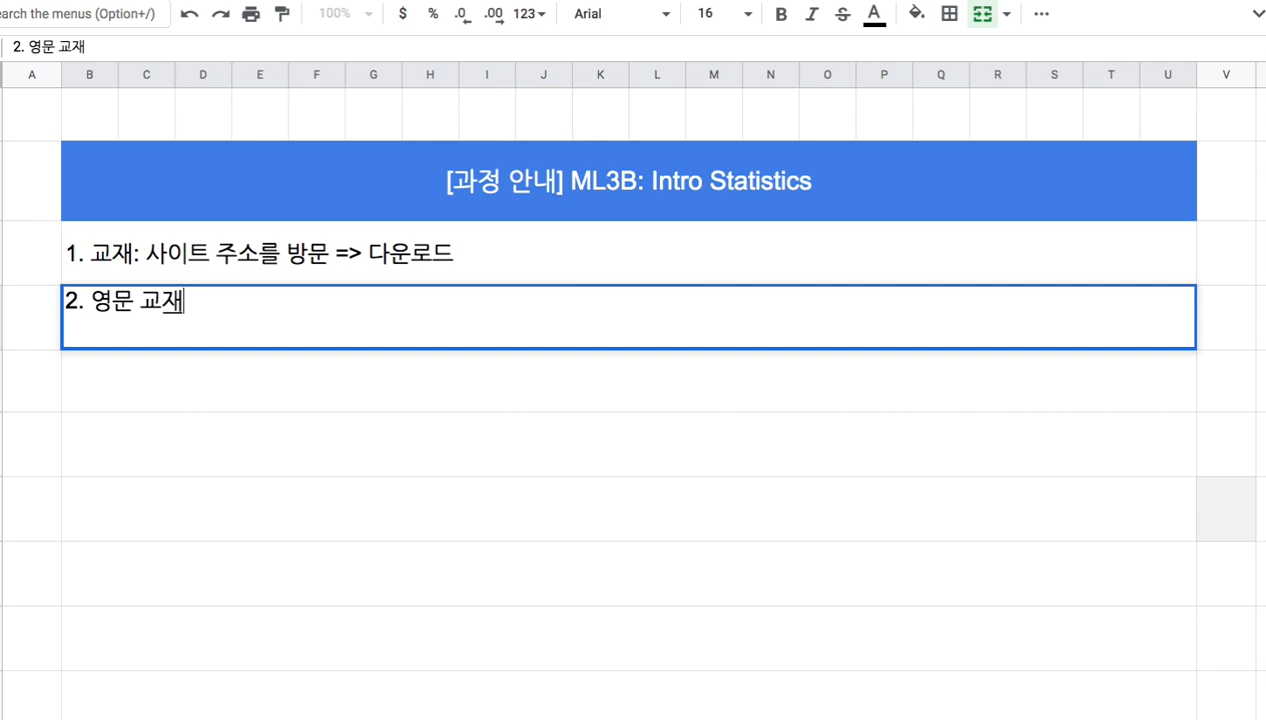 earch the menus (Option+/) 100% $ % .0 .00 123 Arial 16 B I S A
2. 영문 교재
A B C D E F G H I J K L M N O P Q R S T U V
[과정 안내] ML3B: Intro Statistics
1. 교재: 사이트 주소를 방문 => 다운로드
2. 영문 교재